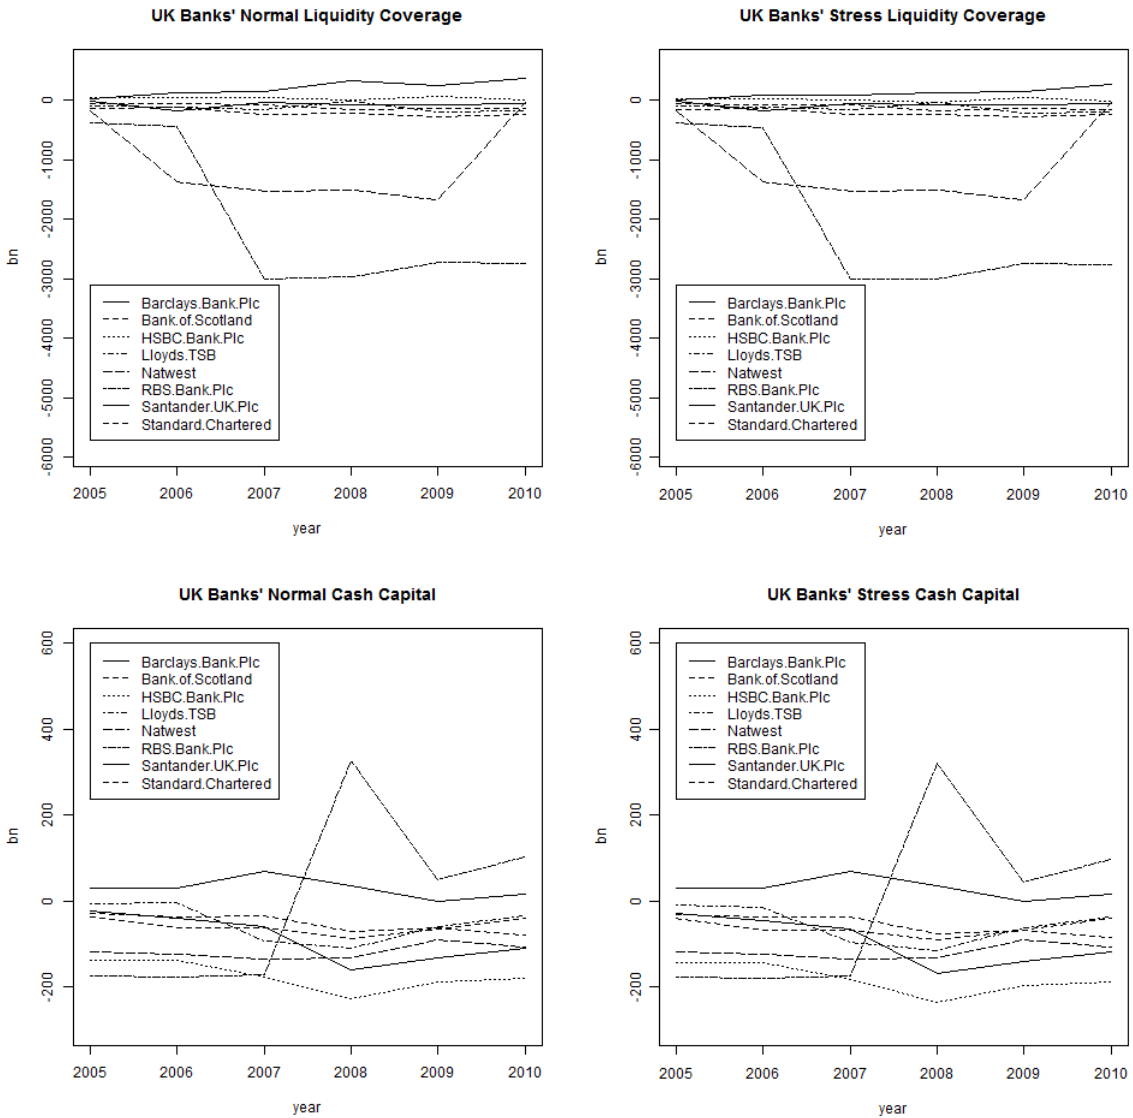 UK Banks' Normal Liquidity Coverage
0
-1000
-2000
-3000
-4000
-5000
-6000
bn
Barclays.Bank.Plc
Bank.of.Scotland
HSBC.Bank.Plc
Lloyds.TSB
Natwest
RBS.Bank.Plc
Santander.UK.Plc
Standard.Chartered
2005 2006 2007 2008 2009 2010
year
UK Banks' Stress Liquidity Coverage
0
-1000
-2000
-3000
-4000
-5000
-6000
bn
Barclays.Bank.Plc
Bank.of.Scotland
HSBC.Bank.Plc
Lloyds.TSB
Natwest
RBS.Bank.Plc
Santander.UK.Plc
Standard.Chartered
2005 2006 2007 2008 2009 2010
year
UK Banks' Normal Cash Capital
600
400
200
0
-200
bn
Barclays.Bank.Plc
Bank.of.Scotland
HSBC.Bank.Plc
Lloyds.TSB
Natwest
RBS.Bank.Plc
Santander.UK.Plc
Standard.Chartered
2005 2006 2007 2008 2009 2010
year
UK Banks' Stress Cash Capital
600
400
200
0
-200
bn
Barclays.Bank.Plc
Bank.of.Scotland
HSBC.Bank.Plc
Lloyds.TSB
Natwest
RBS.Bank.Plc
Santander.UK.Plc
Standard.Chartered
2005 2006 2007 2008 2009 2010
year